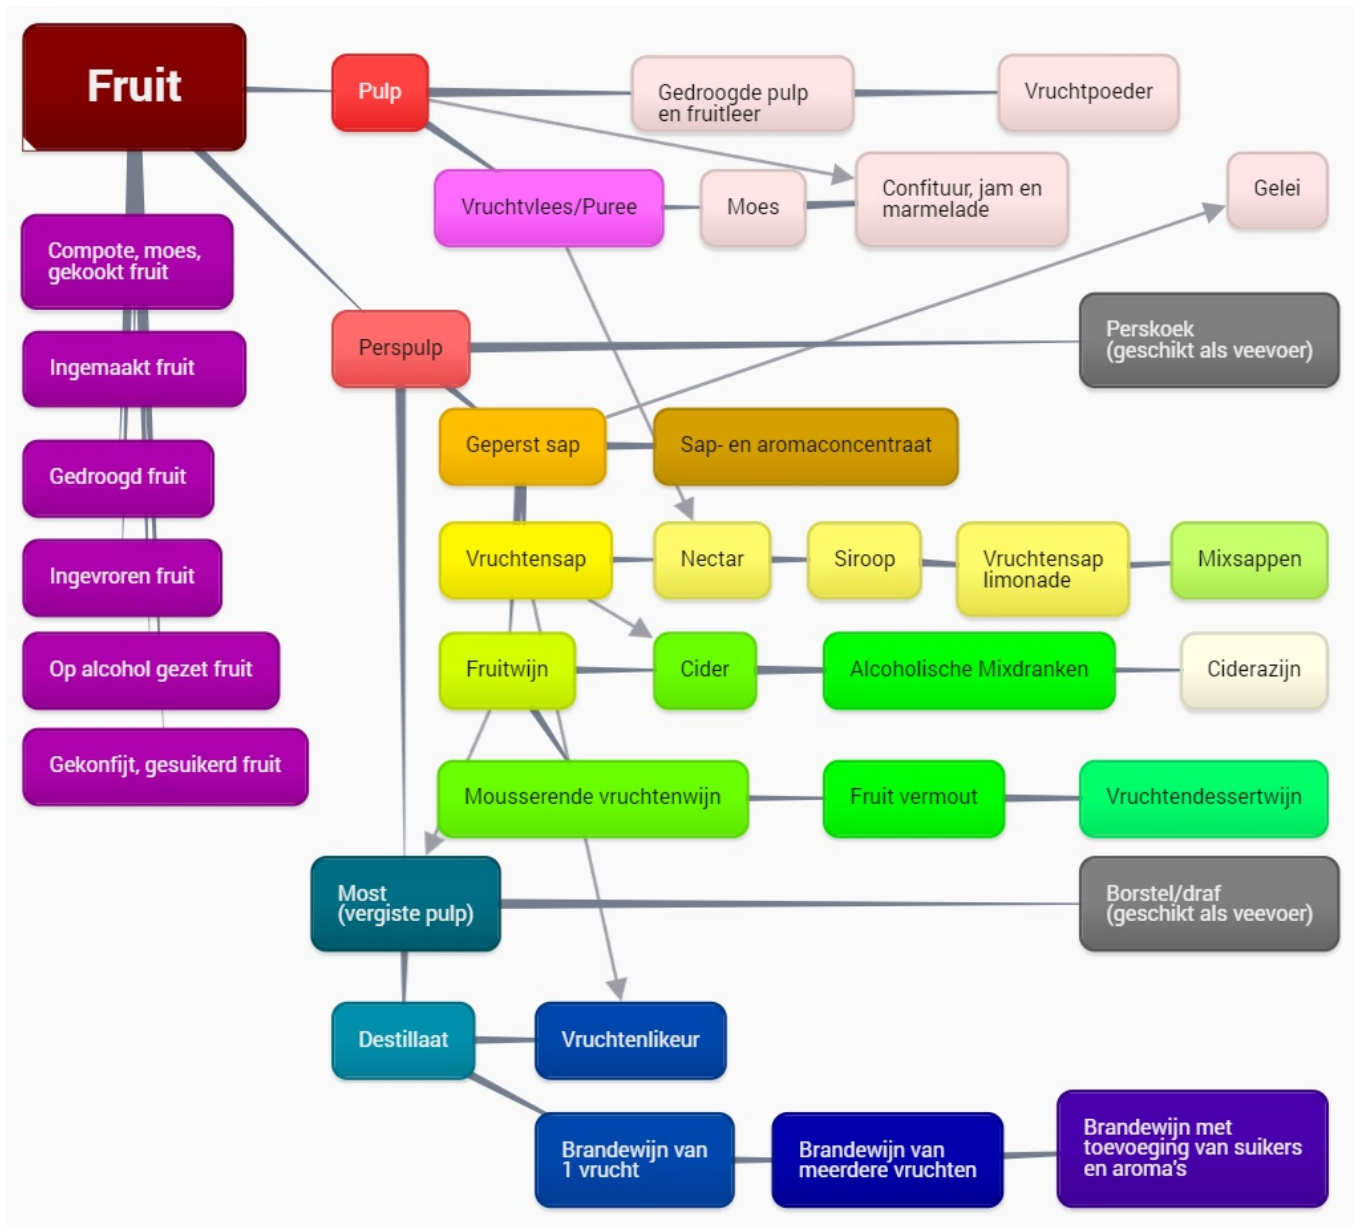 Fruit
Pulp
Gedroogde pulp
en fruitleer
Vruchtpoeder
Vruchtvlees/Puree
Moes
Confituur, jam en
marmelade
Gelei
Compote, moes,
gekookt fruit
Ingemaakt fruit
Gedroogd fruit
Ingevroren fruit
Op alcohol gezet fruit
Gekonfijt, gesuikerd fruit
Perspulp
Perskoek
(geschikt als veevoer)
Geperst sap
Sap- en aromaconcentraat
Vruchtensap
Nectar
Siroop
Vruchtensap
limonade
Mixsappen
Fruitwijn
Cider
Alcoholische Mixdranken
Ciderazijn
Mousserende vruchtenwijn
Fruit vermout
Vruchtendessertwijn
Most
(vergiste pulp)
Borstel/draf
(geschikt als veevoer)
Destillaat
Vruchtenlikeur
Brandewijn van
1 vrucht
Brandewijn van
meerdere vruchten
Brandewijn met
toevoeging van suikers
en aroma's